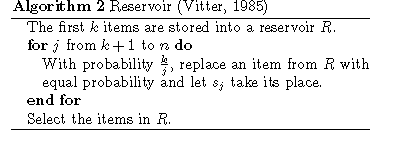 Algorithm 2 Reservoir (Vitter, 1985)
The first k items are stored into a reservoir R.
for j from k + 1 to n do
With probability k/j, replace an item from R with
equal probability and let s_j take its place.
end for
Select the items in R.